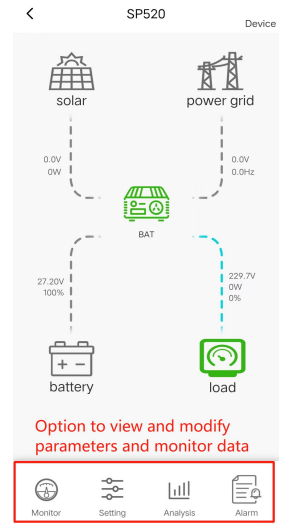 SP520
Device
solar
power grid
0.0V
0W
0.0V
0.0Hz
BAT
27.20V
100%
229.7V
0W
0%
battery
load
Option to view and modify
parameters and monitor data
Monitor
Setting
Analysis
Alarm